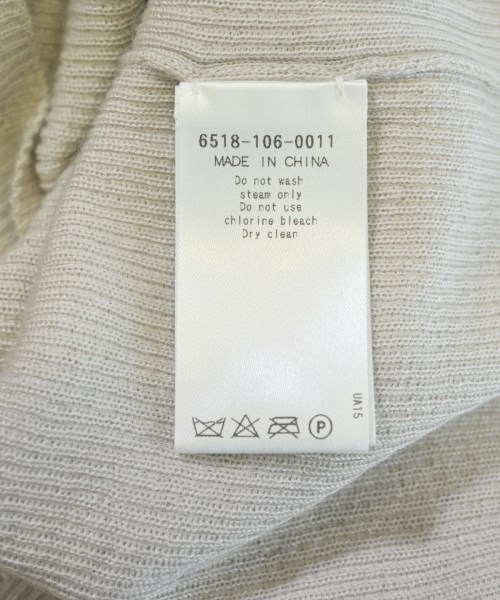 6518-106-0011
MADE IN CHINA
Do not wash
steam only
Do not use
chlorine bleach
Dry clean
UA15
P